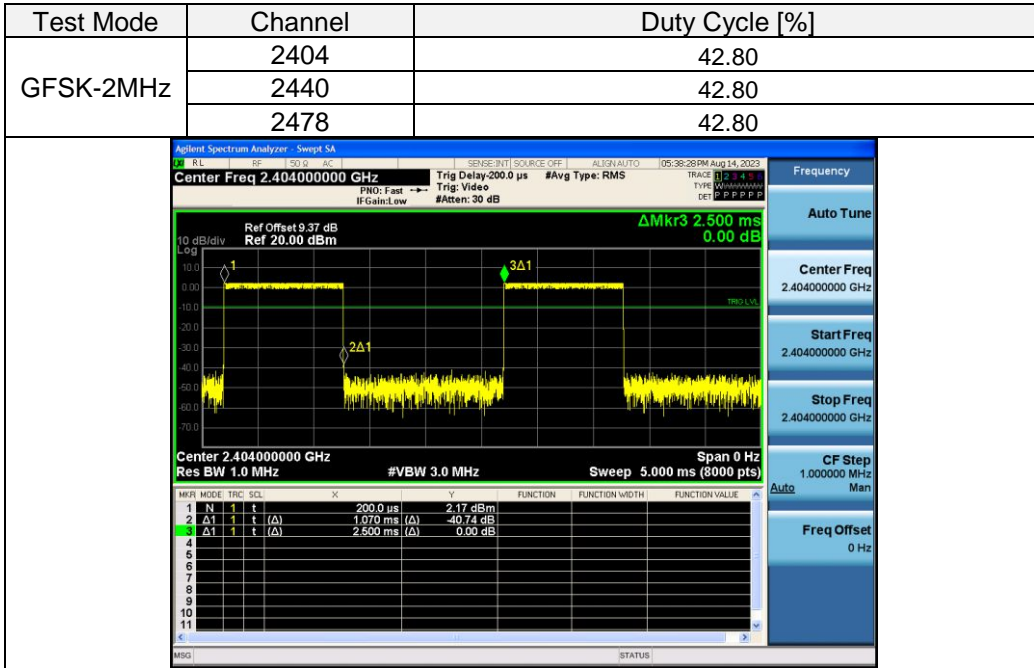 Test Mode Channel Duty Cycle [%]
GFSK-2MHz
2404 42.80
2440 42.80
2478 42.80
Agilent Spectrum Analyzer - Swept SA
RL RF 50 Ω AC SENSE:INT SOURCE OFF ALIGN AUTO 05:38:28 PM Aug 14, 2023
Center Freq 2.404000000 GHz Trig Delay-200.0 µs #Avg Type: RMS TRACE 1 2 3 4 5 6
PNO: Fast Trig: Video TYPE W
IFGain:Low #Atten: 30 dB DET P P P P P P
Frequency
Auto Tune
Center Freq
2.404000000 GHz
Start Freq
2.404000000 GHz
Stop Freq
2.404000000 GHz
CF Step
1.000000 MHz
Auto Man
Freq Offset
0 Hz
ΔMkr3 2.500 ms
0.00 dB
Ref Offset 9.37 dB
10 dB/div Ref 20.00 dBm
Log
10.0
0.00
-10.0
-20.0
-30.0
-40.0
-50.0
-60.0
-70.0
1
2Δ1
3Δ1
TRIG LVL
Center 2.404000000 GHz Span 0 Hz
Res BW 1.0 MHz #VBW 3.0 MHz Sweep 5.000 ms (8000 pts)
MKR MODE TRC SCL X Y FUNCTION FUNCTION WIDTH FUNCTION VALUE
1 N 1 t 200.0 µs 2.17 dBm
2 Δ1 1 t (Δ) 1.070 ms (Δ) -40.74 dB
3 Δ1 1 t (Δ) 2.500 ms (Δ) 0.00 dB
4
5
6
7
8
9
10
11
MSG STATUS